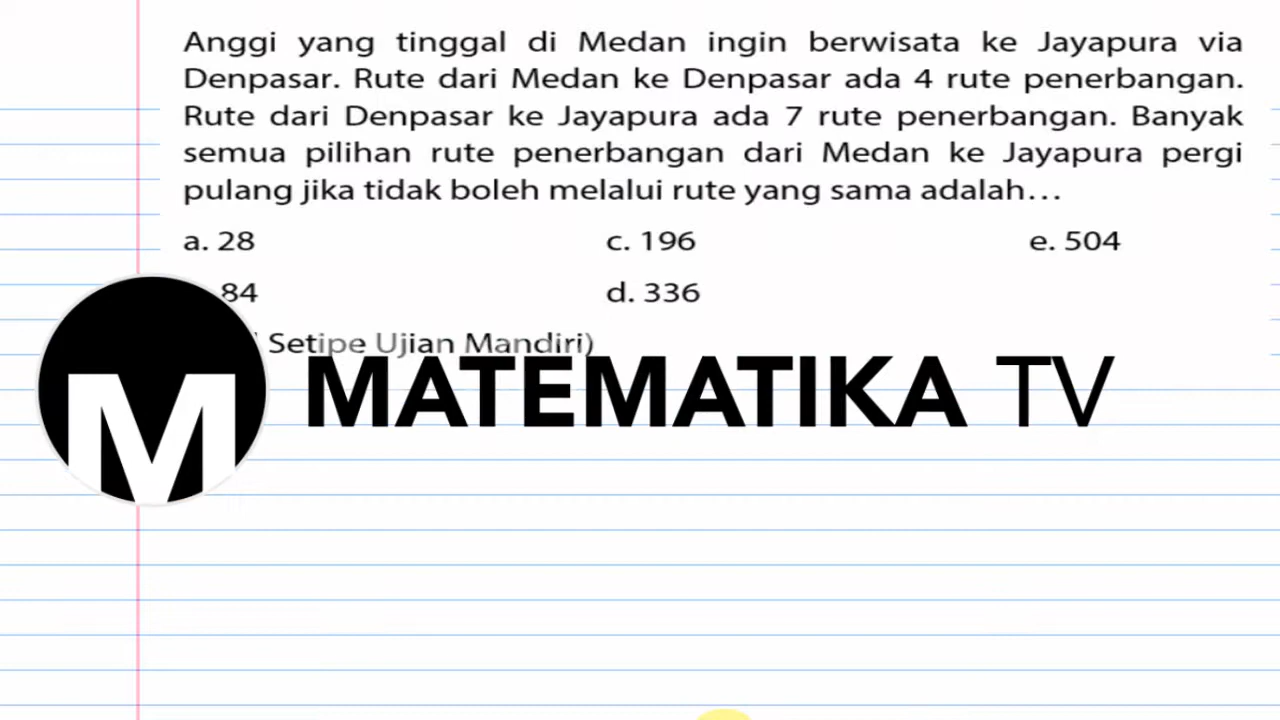 Anggi yang tinggal di Medan ingin berwisata ke Jayapura via
Denpasar. Rute dari Medan ke Denpasar ada 4 rute penerbangan.
Rute dari Denpasar ke Jayapura ada 7 rute penerbangan. Banyak
semua pilihan rute penerbangan dari Medan ke Jayapura pergi
pulang jika tidak boleh melalui rute yang sama adalah...
a. 28 c. 196 e. 504
84 d. 336
Setipe Ujian Mandiri)
M MATEMATIKA TV